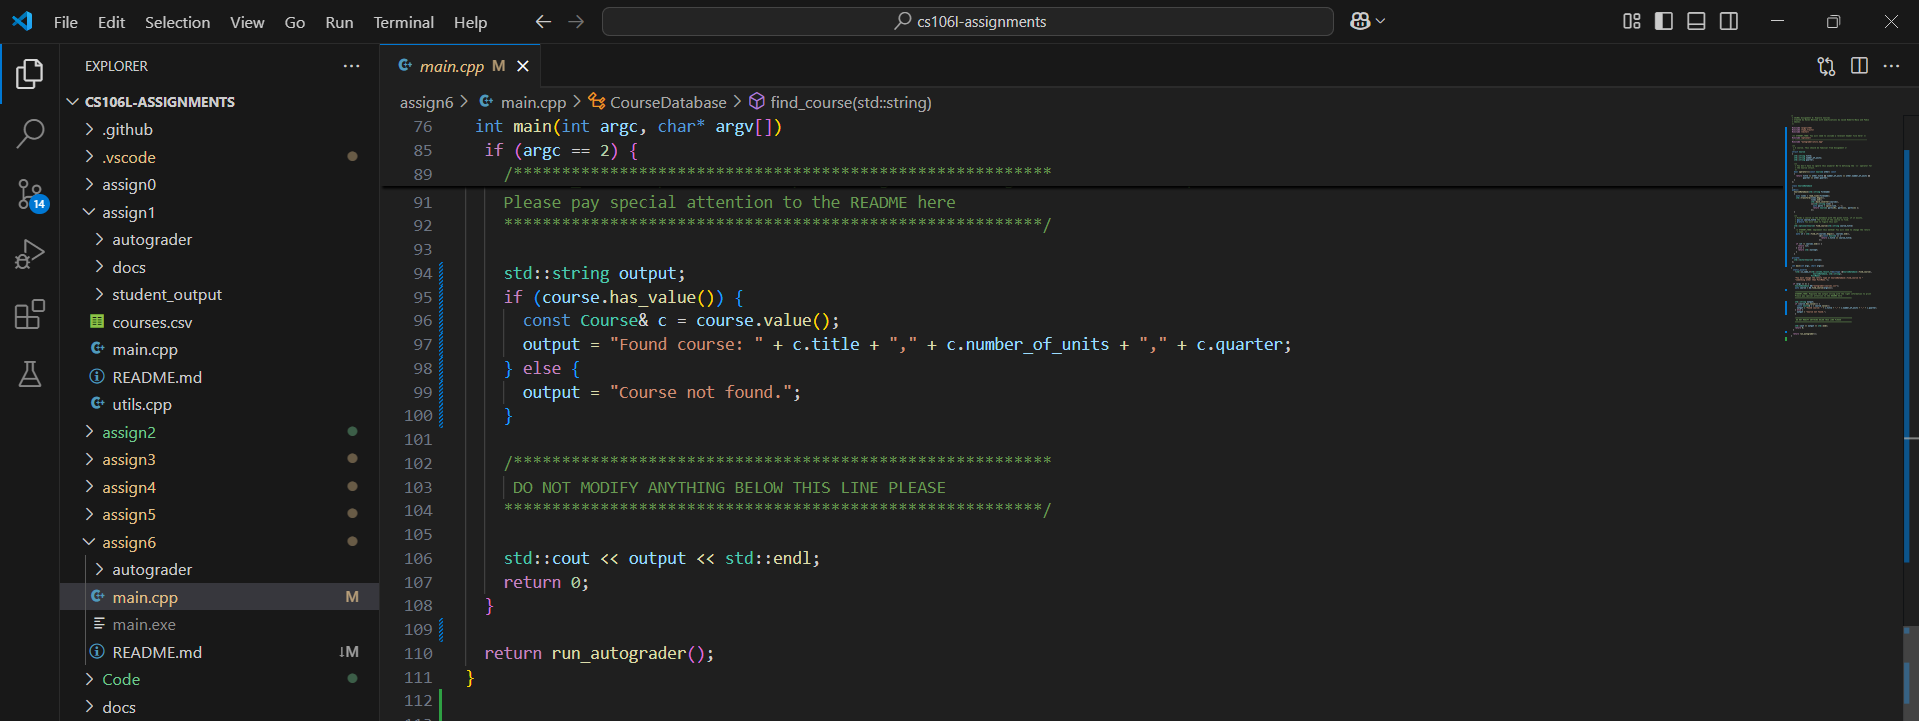 File Edit Selection View Go Run Terminal Help
cs106l-assignments
EXPLORER
CS106L-ASSIGNMENTS
.github
.vscode
assign0
assign1
autograder
docs
student_output
courses.csv
main.cpp
README.md
utils.cpp
assign2
assign3
assign4
assign5
assign6
autograder
main.cpp M
main.exe
README.md ↓M
Code
docs
14
main.cpp M
assign6 > main.cpp > CourseDatabase > find_course(std::string)
76 int main(int argc, char* argv[])
85 if (argc == 2) {
89 /********************************************************
91 Please pay special attention to the README here
92 ********************************************************/
93
94 std::string output;
95 if (course.has_value()) {
96 const Course& c = course.value();
97 output = "Found course: " + c.title + "," + c.number_of_units + "," + c.quarter;
98 } else {
99 output = "Course not found.";
100 }
101
102 /********************************************************
103 DO NOT MODIFY ANYTHING BELOW THIS LINE PLEASE
104 ********************************************************/
105
106 std::cout << output << std::endl;
107 return 0;
108 }
109
110 return run_autograder();
111 }
112